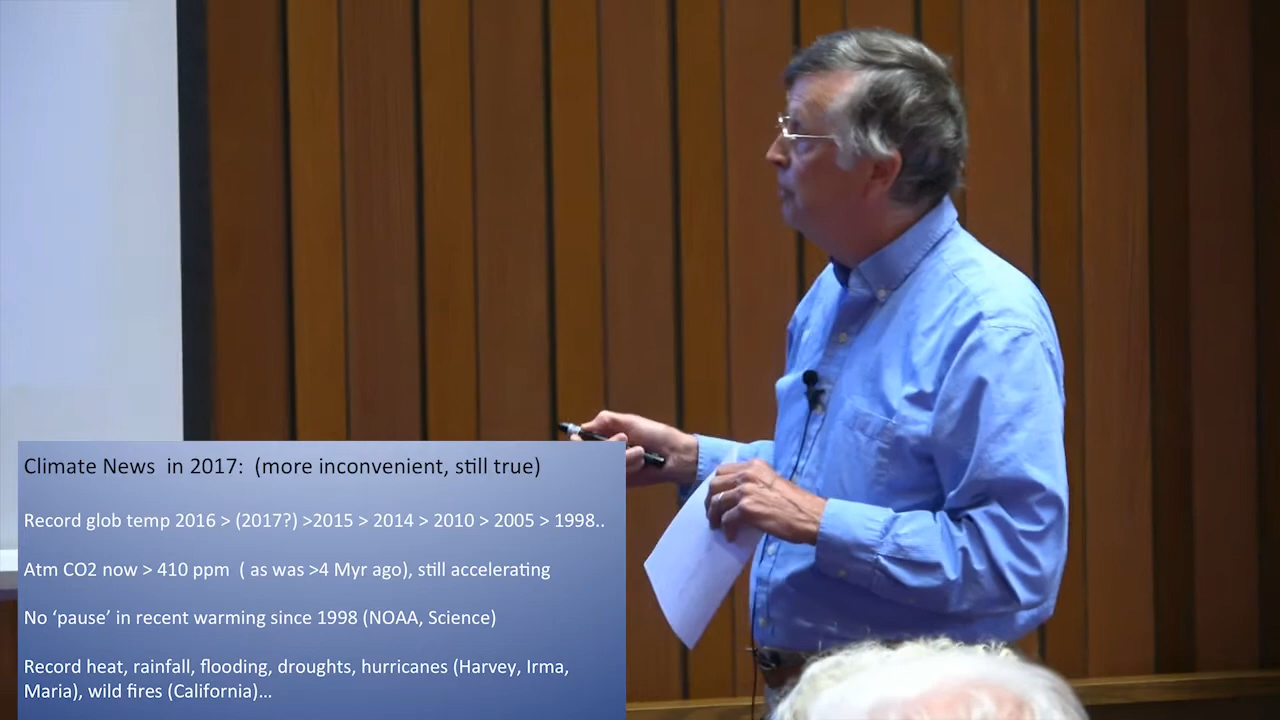 Climate News  in 2017:  (more inconvenient, still true)
Record glob temp 2016 > (2017?) >2015 > 2014 > 2010 > 2005 > 1998..
Atm CO2 now > 410 ppm  ( as was >4 Myr ago), still accelerating
No ‘pause’ in recent warming since 1998 (NOAA, Science)
Record heat, rainfall, flooding, droughts, hurricanes (Harvey, Irma,
Maria), wild fires (California)…